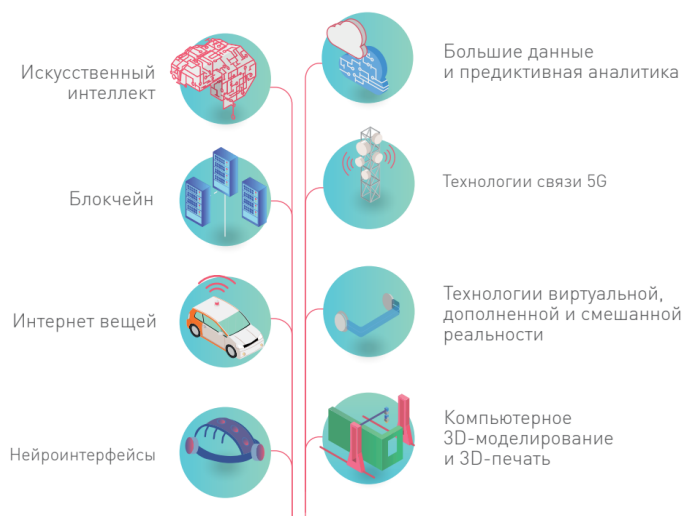 Искусственный
интеллект
Большие данные
и предиктивная аналитика
Блокчейн
Технологии связи 5G
Интернет вещей
Технологии виртуальной,
дополненной и смешанной
реальности
Нейроинтерфейсы
Компьютерное
3D-моделирование
и 3D-печать